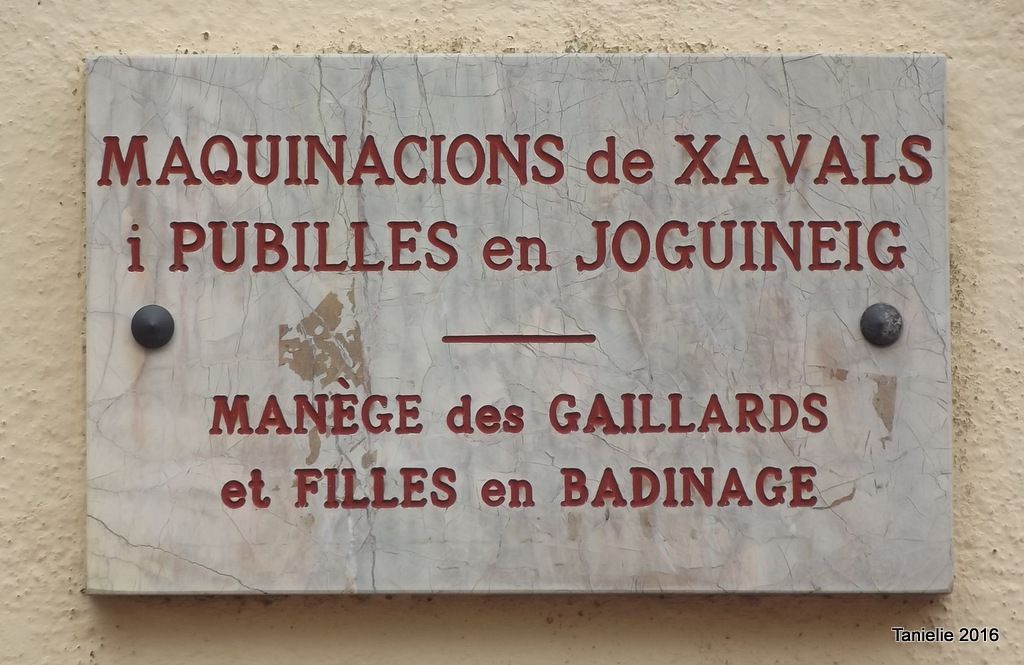 MAQUINACIONS de XAVALS
i PUBILLES en JOGUINEIG
MANÈGE des GAILLARDS
et FILLES en BADINAGE
Tanielie 2016